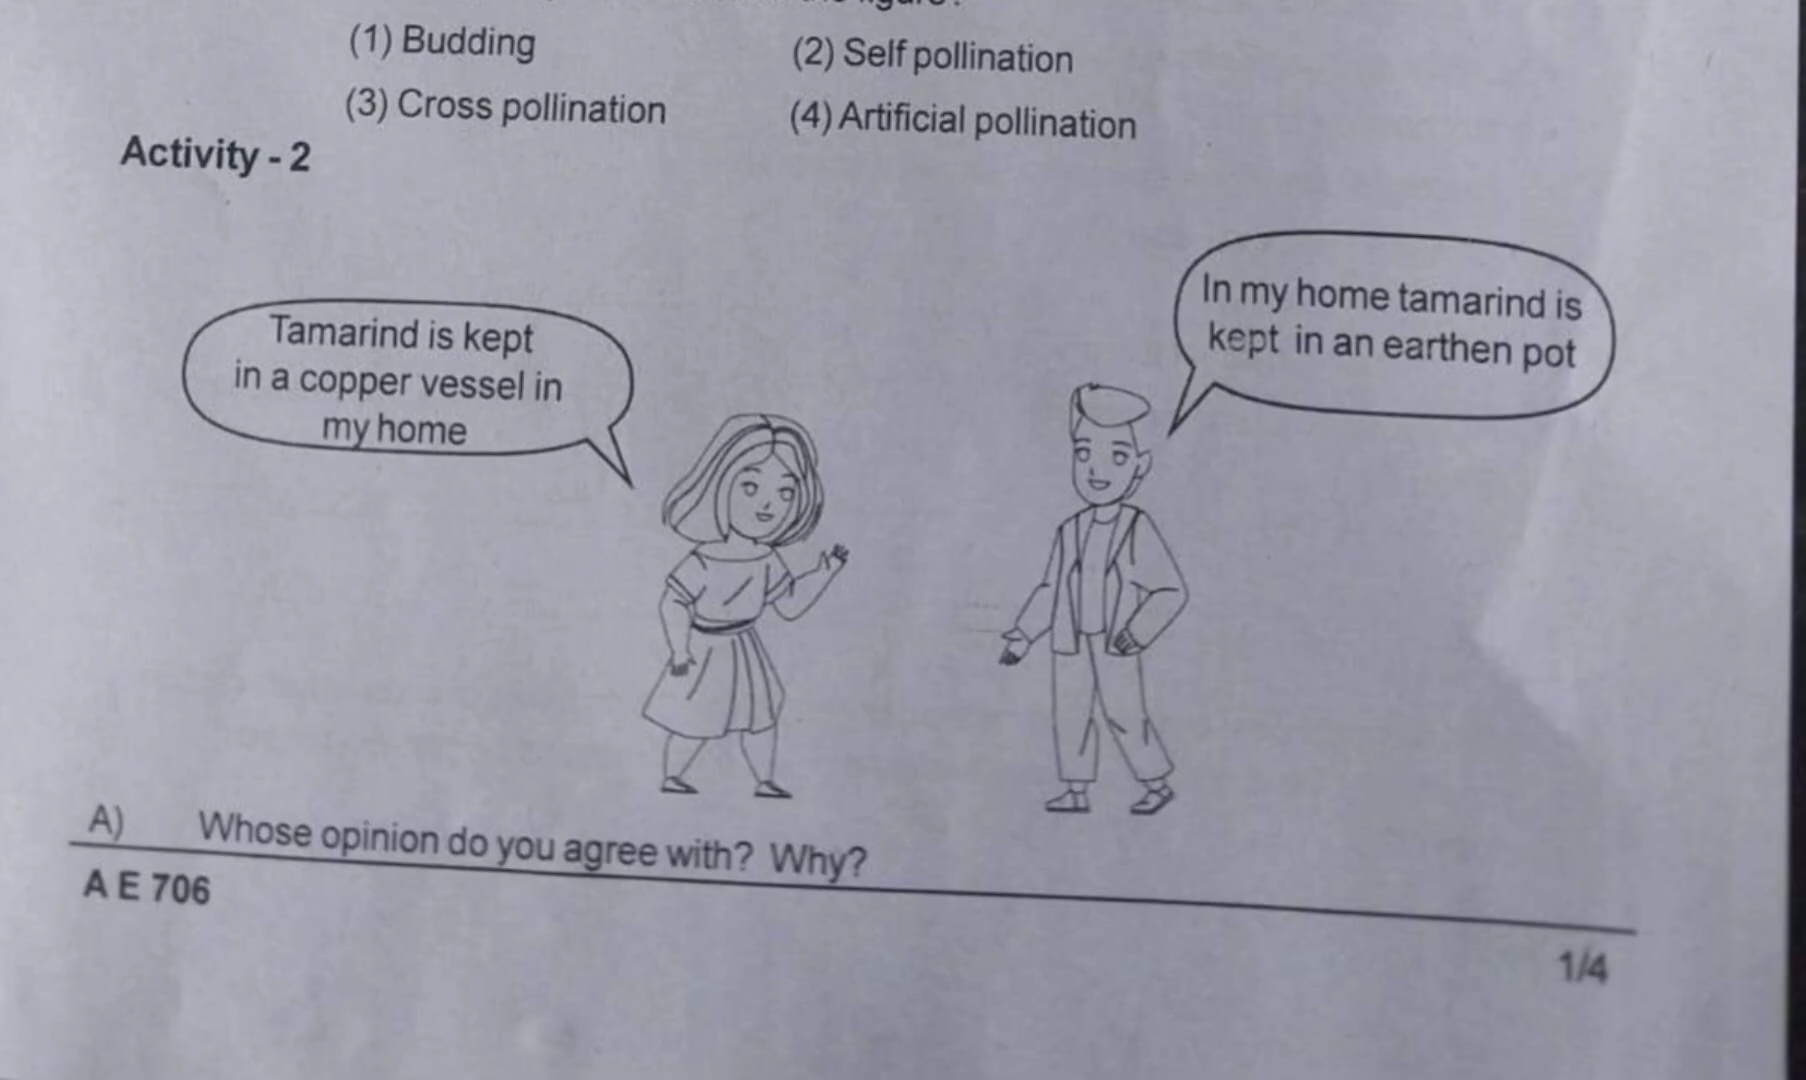 figure?
(1) Budding
(2) Self pollination
(3) Cross pollination
(4) Artificial pollination
Activity - 2
Tamarind is kept
in a copper vessel in
my home
In my home tamarind is
kept in an earthen pot
A) Whose opinion do you agree with? Why?
A E 706
1/4